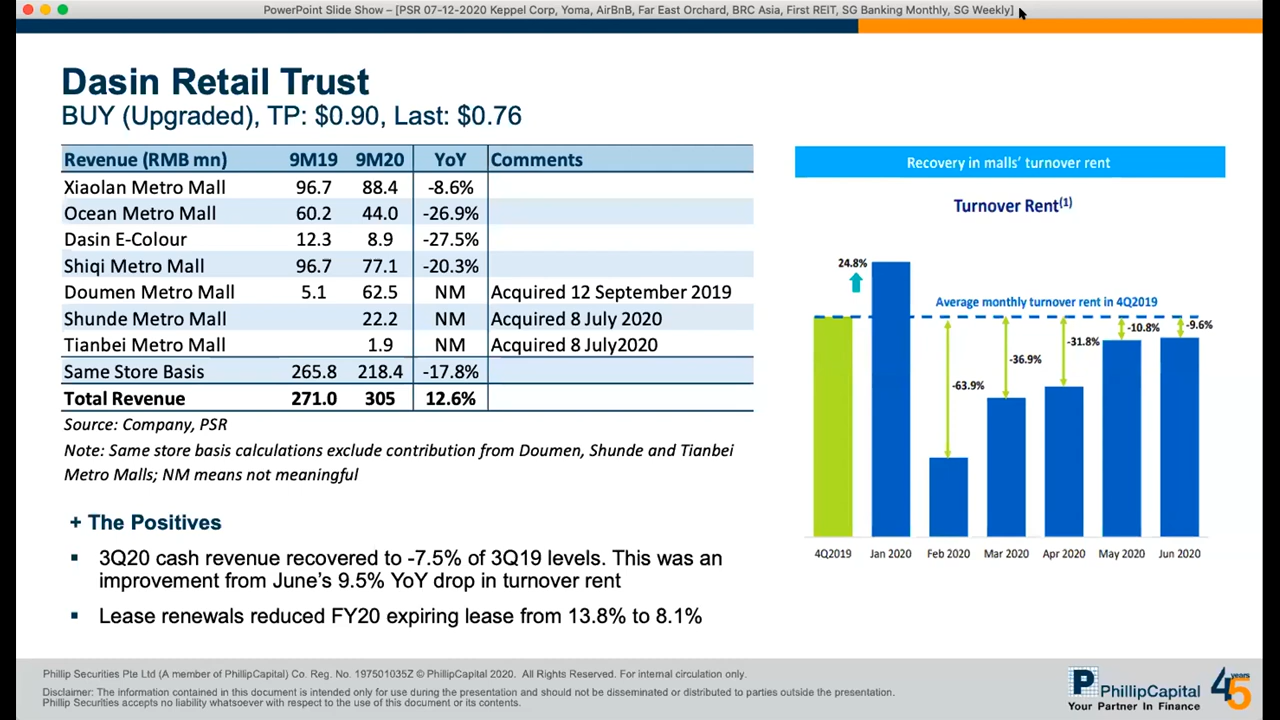 PowerPoint Slide Show – [PSR 07-12-2020 Keppel Corp, Yoma, AirBnB, Far East Orchard, BRC Asia, First REIT, SG Banking Monthly, SG Weekly]
Dasin Retail Trust
BUY (Upgraded), TP: $0.90, Last: $0.76
Revenue (RMB mn) 9M19 9M20 YoY Comments
Xiaolan Metro Mall 96.7 88.4 -8.6%
Ocean Metro Mall 60.2 44.0 -26.9%
Dasin E-Colour 12.3 8.9 -27.5%
Shiqi Metro Mall 96.7 77.1 -20.3%
Doumen Metro Mall 5.1 62.5 NM Acquired 12 September 2019
Shunde Metro Mall 22.2 NM Acquired 8 July 2020
Tianbei Metro Mall 1.9 NM Acquired 8 July2020
Same Store Basis 265.8 218.4 -17.8%
Total Revenue 271.0 305 12.6%
Source: Company, PSR
Note: Same store basis calculations exclude contribution from Doumen, Shunde and Tianbei
Metro Malls; NM means not meaningful
+ The Positives
▪ 3Q20 cash revenue recovered to -7.5% of 3Q19 levels. This was an
improvement from June's 9.5% YoY drop in turnover rent
▪ Lease renewals reduced FY20 expiring lease from 13.8% to 8.1%
Recovery in malls' turnover rent
Turnover Rent(1)
24.8%
Average monthly turnover rent in 4Q2019
-63.9%
-36.9%
-31.8%
-10.8%
-9.6%
4Q2019 Jan 2020 Feb 2020 Mar 2020 Apr 2020 May 2020 Jun 2020
Phillip Securities Pte Ltd (A member of PhillipCapital) Co. Reg. No. 197501035Z © PhillipCapital 2020. All Rights Reserved. For internal circulation only.
Disclaimer: The information contained in this document is intended only for use during the presentation and should not be disseminated or distributed to parties outside the presentation.
Phillip Securities accepts no liability whatsoever with respect to the use of this document or its contents.
P PhillipCapital
Your Partner In Finance
45 years